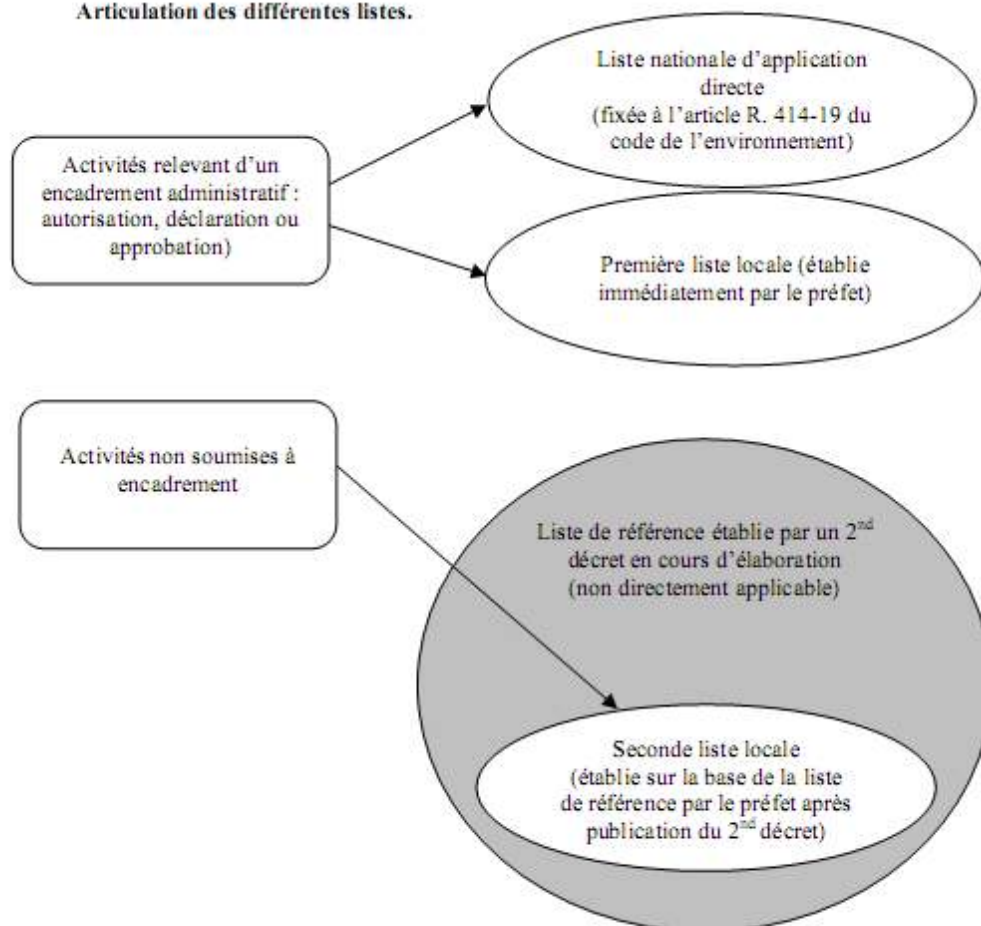 Articulation des différentes listes.
Liste nationale d'application
directe
(fixée à l'article R. 414-19 du
code de l'environnement)
Activités relevant d'un
encadrement administratif :
autorisation, déclaration ou
approbation)
Première liste locale (établie
immédiatement par le préfet)
Activités non soumises à
encadrement
Liste de référence établie par un 2nd
décret en cours d'élaboration
(non directement applicable)
Seconde liste locale
(établie sur la base de la liste
de référence par le préfet après
publication du 2nd décret)